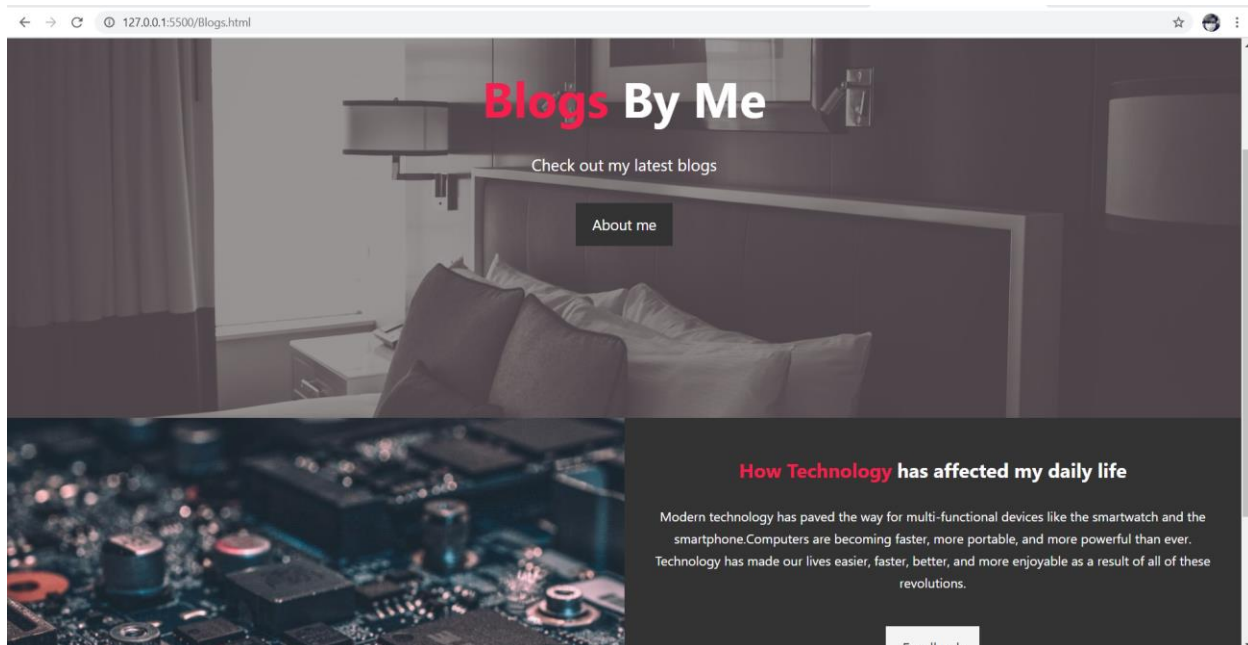 127.0.0.1:5500/Blogs.html
Blogs By Me
Check out my latest blogs
About me
How Technology has affected my daily life
Modern technology has paved the way for multi-functional devices like the smartwatch and the
smartphone.Computers are becoming faster, more portable, and more powerful than ever.
Technology has made our lives easier, faster, better, and more enjoyable as a result of all of these
revolutions.